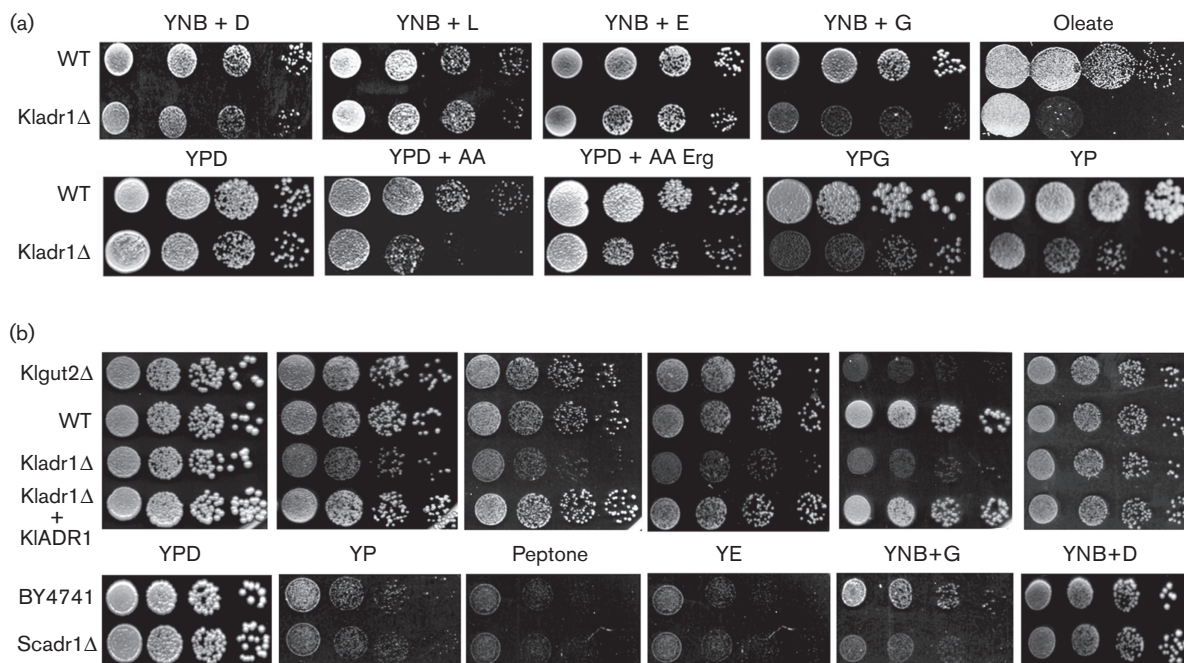 (a)
YNB + D YNB + L YNB + E YNB + G Oleate
WT
Kladr1Δ
YPD YPD + AA YPD + AA Erg YPG YP
WT
Kladr1Δ
(b)
Klgut2Δ
WT
Kladr1Δ
Kladr1Δ
+
KlADR1
YPD YP Peptone YE YNB+G YNB+D
BY4741
Scadr1Δ